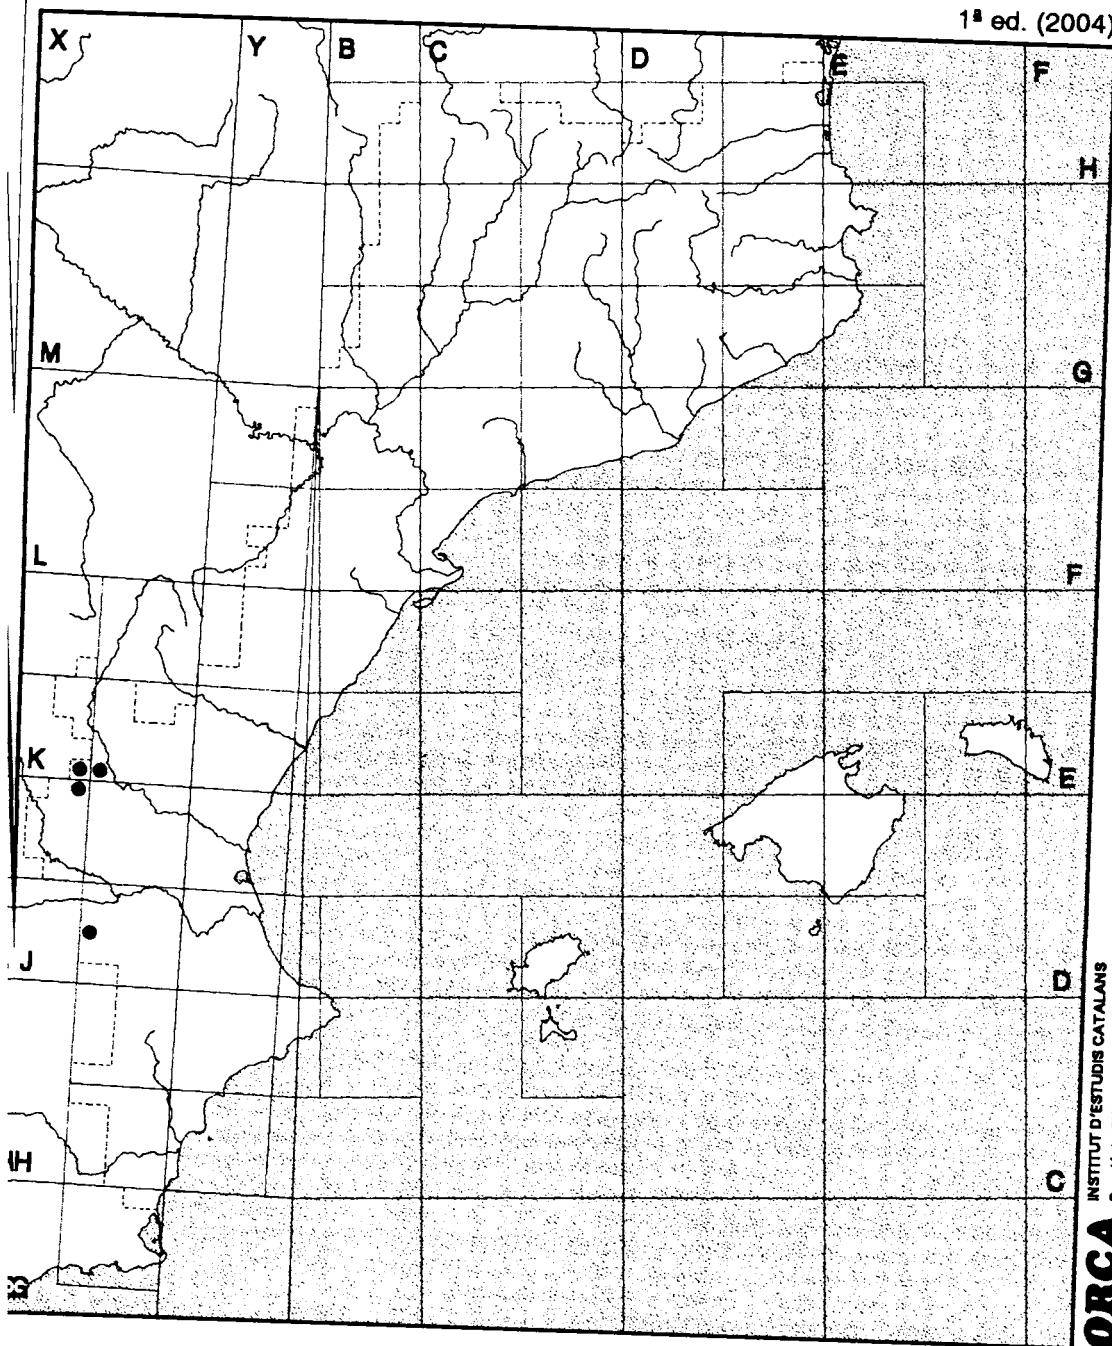 1ª ed. (2004)
X Y B C D E F
H
M G
L F
K E
J D
C
INSTITUT D'ESTUDIS CATALANS
ORCA